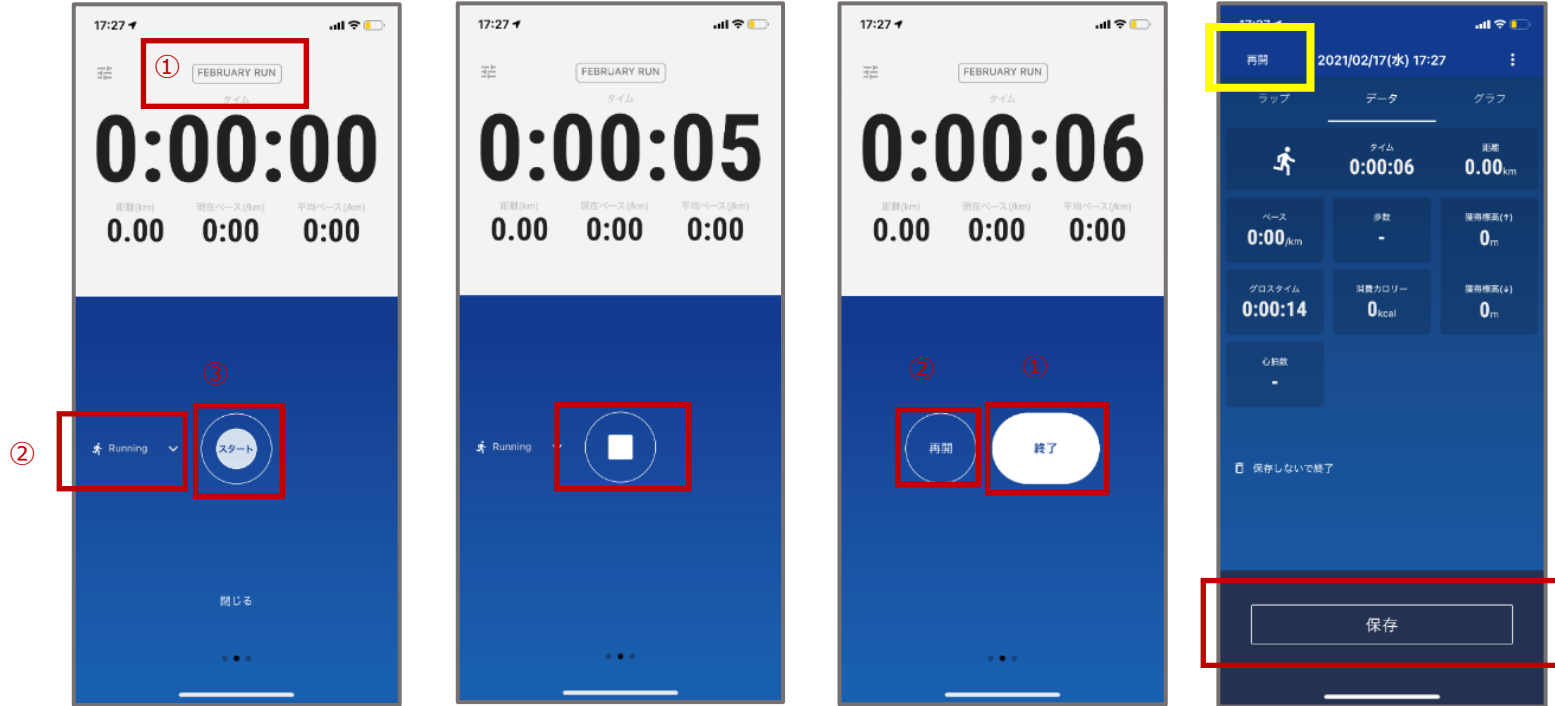 17:27
①
FEBRUARY RUN
タイム
0:00:00
距離(km) 現在ペース(/km) 平均ペース(/km)
0.00 0:00 0:00
③
②
Running
スタート
閉じる
17:27
FEBRUARY RUN
タイム
0:00:05
距離(km) 現在ペース(/km) 平均ペース(/km)
0.00 0:00 0:00
Running
17:27
FEBRUARY RUN
タイム
0:00:06
距離(km) 現在ペース(/km) 平均ペース(/km)
0.00 0:00 0:00
② ①
再開 終了
17:27
再開 2021/02/17(水) 17:27
ラップ データ グラフ
タイム 距離
0:00:06 0.00km
ペース 歩数 獲得標高(↑)
0:00/km - 0m
グロスタイム 消費カロリー 獲得標高(↓)
0:00:14 0kcal 0m
心拍数
-
保存しないで終了
保存